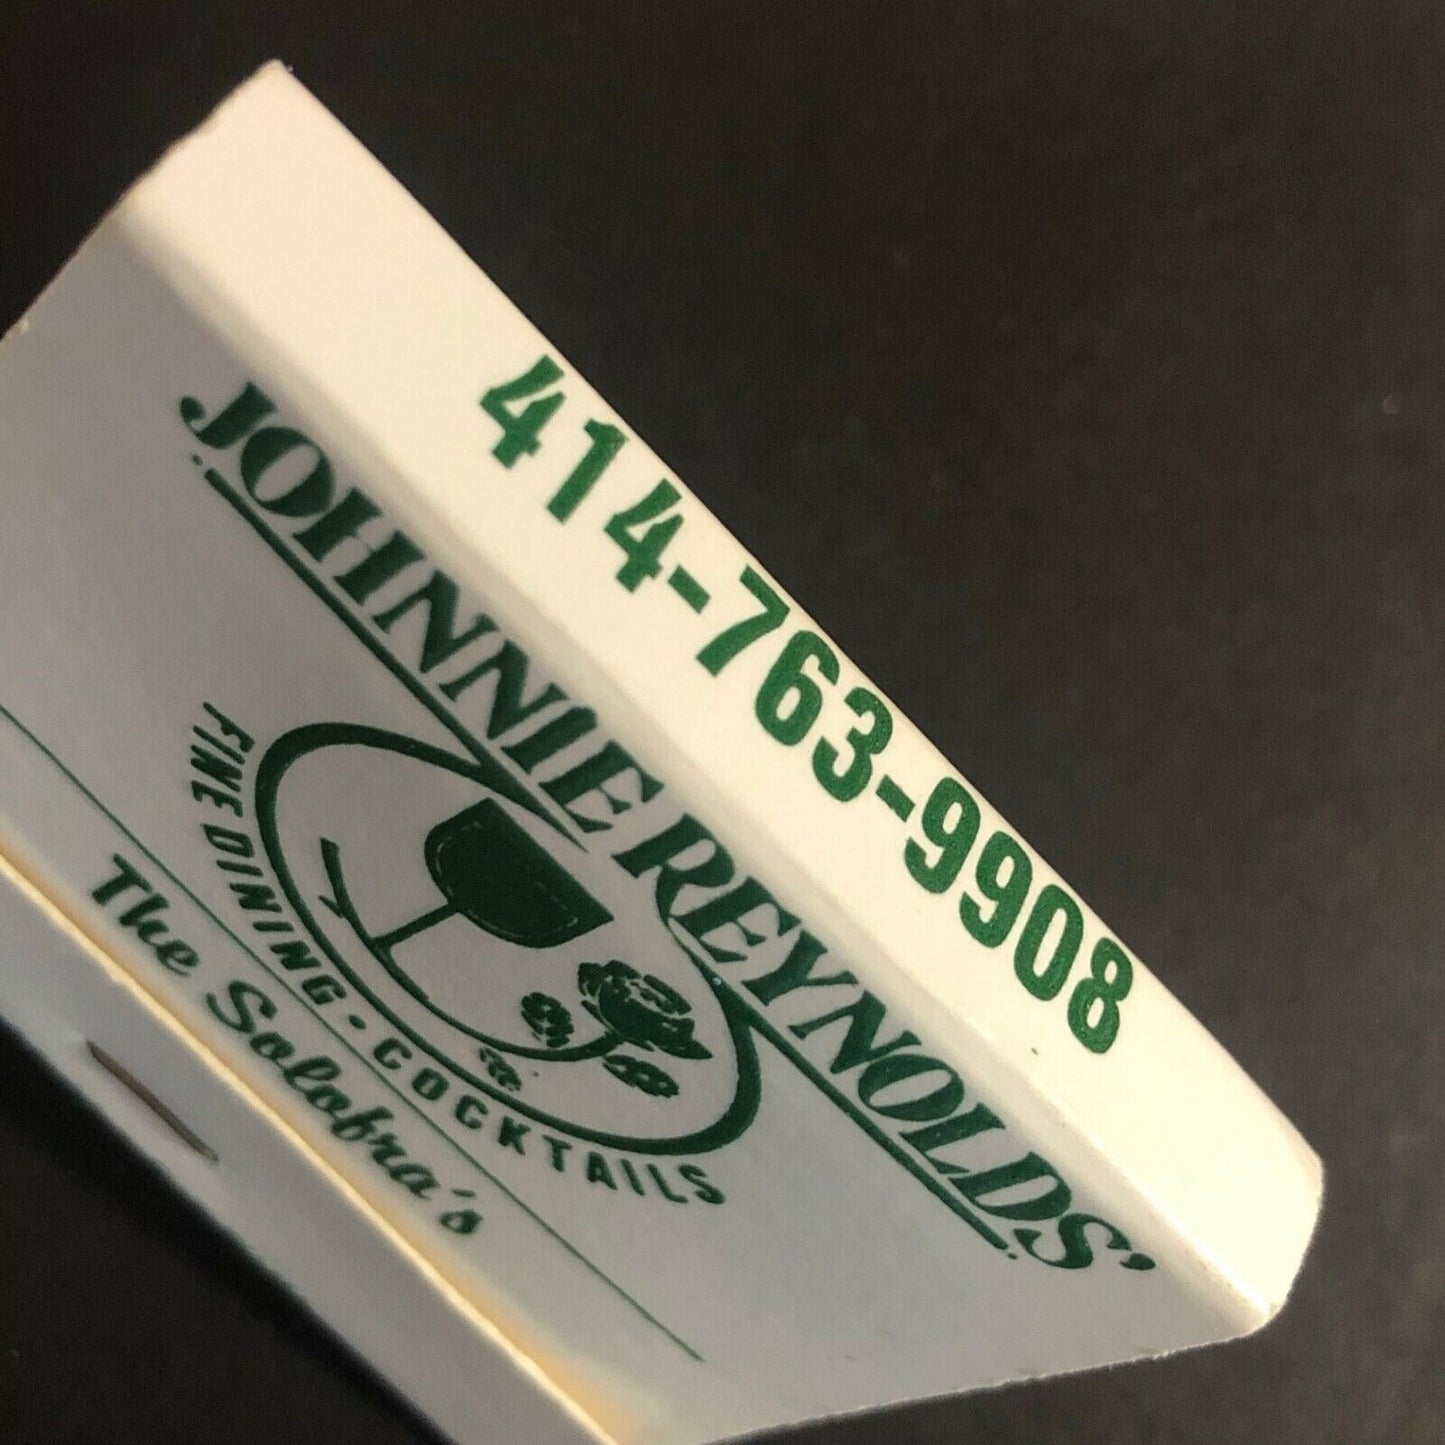 414-763-9908
JOHNNIE REYNOLDS'
FINE DINING · COCKTAILS
The Solofra's